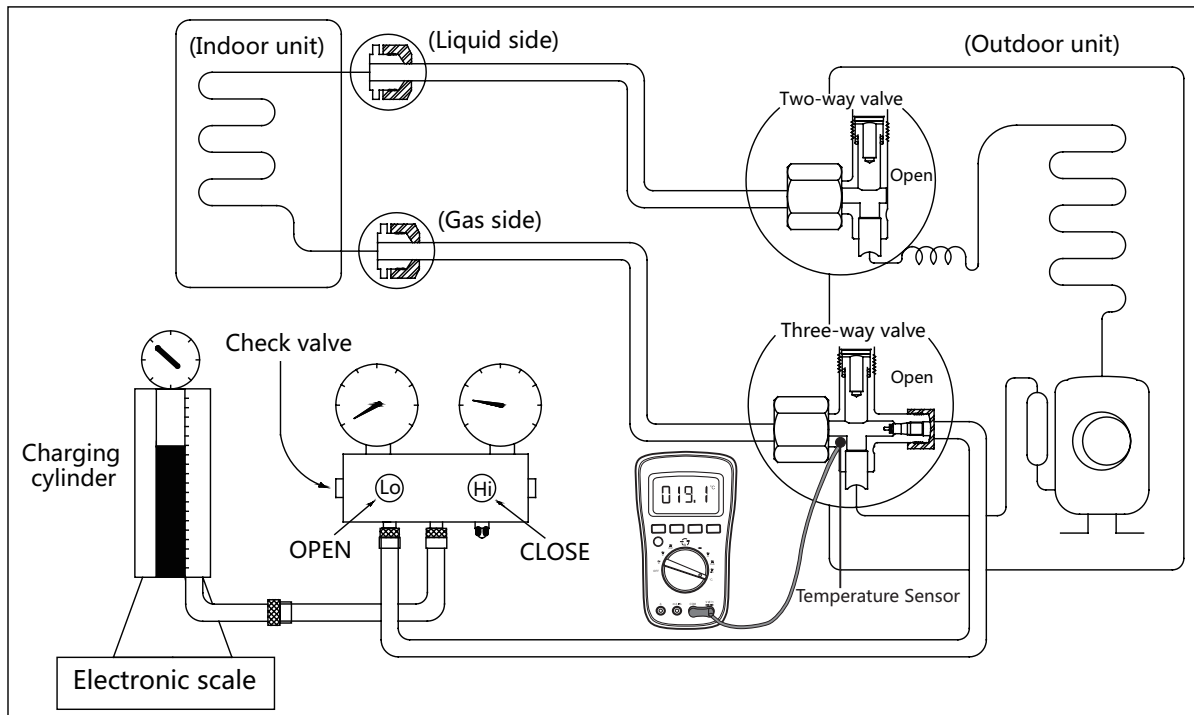 (Indoor unit)
(Liquid side)
(Outdoor unit)
Two-way valve
Open
(Gas side)
Three-way valve
Open
Check valve
Charging
cylinder
Lo
Hi
OPEN
CLOSE
019.1
°C
Temperature Sensor
Electronic scale